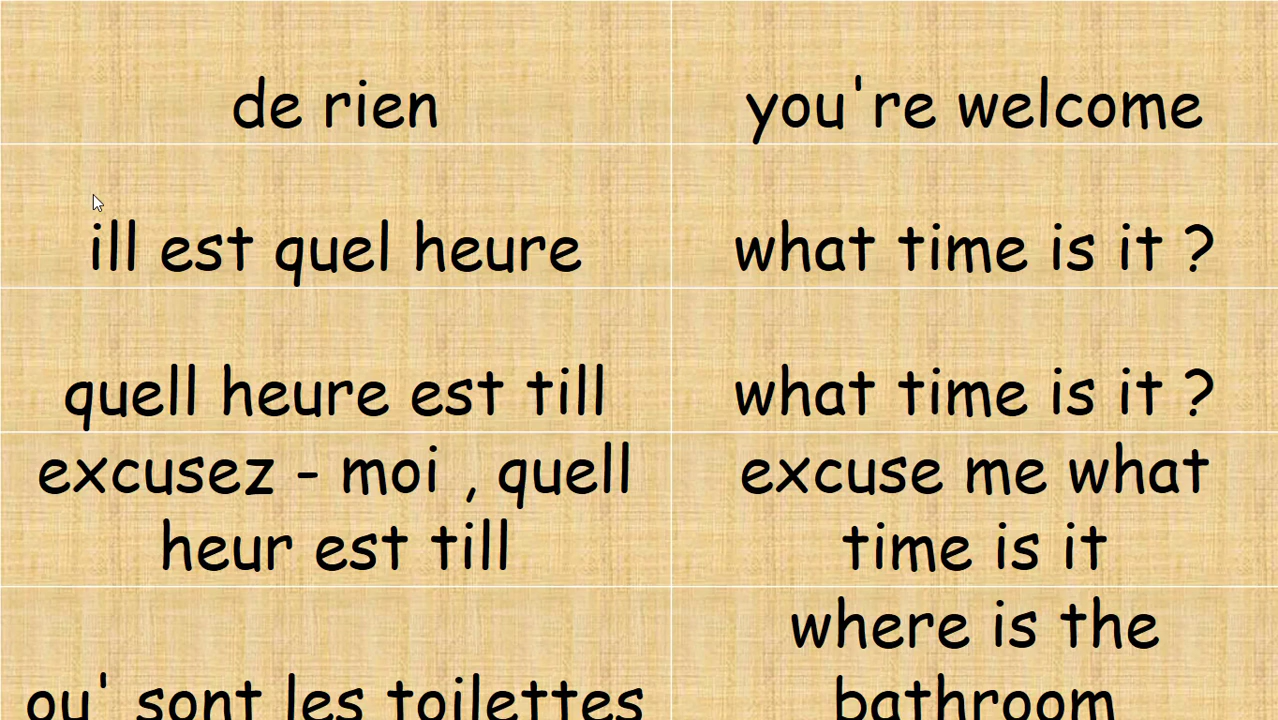 de rien
you're welcome
ill est quel heure
what time is it ?
quell heure est till
what time is it ?
excusez - moi , quell
heur est till
excuse me what
time is it
ou' sont les toilettes
where is the
bathroom